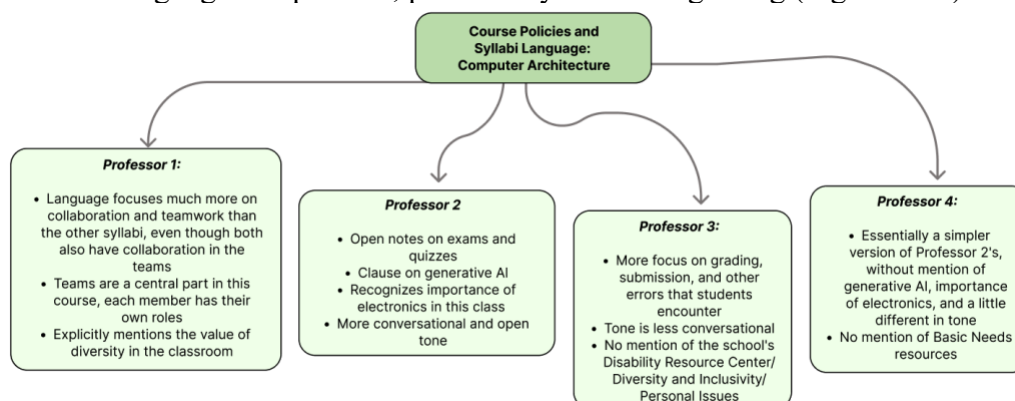 Course Policies and
Syllabi Language:
Computer Architecture
Professor 1:
• Language focuses much more on
collaboration and teamwork than
the other syllabi, even though both
also have collaboration in the
teams
• Teams are a central part in this
course, each member has their
own roles
• Explicitly mentions the value of
diversity in the classroom
Professor 2
• Open notes on exams and
quizzes
• Clause on generative AI
• Recognizes importance of
electronics in this class
• More conversational and open
tone
Professor 3:
• More focus on grading,
submission, and other
errors that students
encounter
• Tone is less conversational
• No mention of the school's
Disability Resource Center/
Diversity and Inclusivity/
Personal Issues
Professor 4:
• Essentially a simpler
version of Professor 2's,
without mention of
generative AI, importance
of electronics, and a little
different in tone
• No mention of Basic Needs
resources